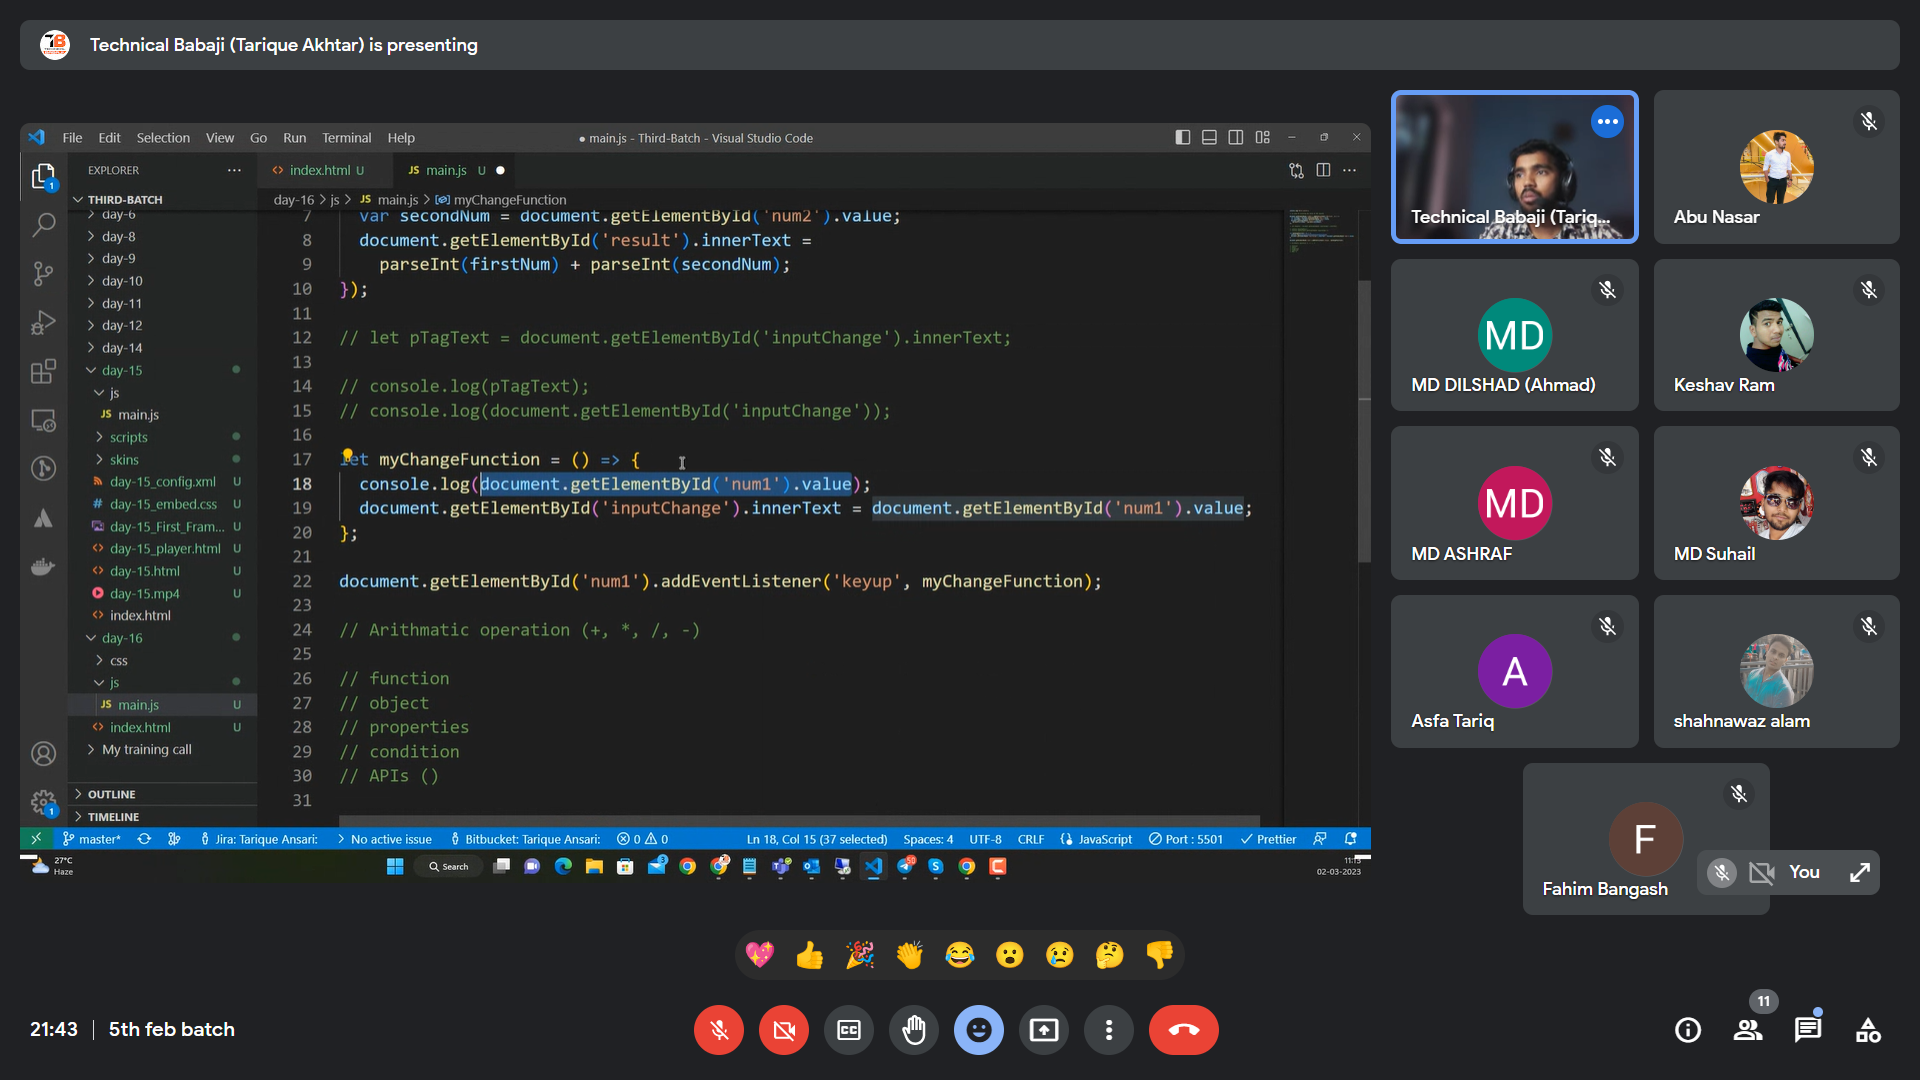 Technical Babaji (Tarique Akhtar) is presenting
File Edit Selection View Go Run Terminal Help
● main.js - Third-Batch - Visual Studio Code
EXPLORER
THIRD-BATCH
day-6
day-8
day-9
day-10
day-11
day-12
day-14
day-15
js
JS main.js
scripts
skins
day-15_config.xml U
# day-15_embed.css U
day-15_First_Fram... U
<> day-15_player.html U
<> day-15.html U
day-15.mp4 U
<> index.html
day-16
css
js
JS main.js U
<> index.html U
My training call
OUTLINE
TIMELINE
<> index.html U
JS main.js U ●
day-16 > js > JS main.js > myChangeFunction
7 var secondNum = document.getElementById('num2').value;
8 document.getElementById('result').innerText =
9 parseInt(firstNum) + parseInt(secondNum);
10 });
11
12 // let pTagText = document.getElementById('inputChange').innerText;
13
14 // console.log(pTagText);
15 // console.log(document.getElementById('inputChange'));
16
17 let myChangeFunction = () => {
18 console.log(document.getElementById('num1').value);
19 document.getElementById('inputChange').innerText = document.getElementById('num1').value;
20 };
21
22 document.getElementById('num1').addEventListener('keyup', myChangeFunction);
23
24 // Arithmatic operation (+, *, /, -)
25
26 // function
27 // object
28 // properties
29 // condition
30 // APIs ()
31
master* Jira: Tarique Ansari: No active issue Bitbucket: Tarique Ansari: 0 0 Ln 18, Col 15 (37 selected) Spaces: 4 UTF-8 CRLF {} JavaScript Port : 5501 Prettier
27°C
Haze
Search
02-03-2023
Technical Babaji (Tariq...
Abu Nasar
MD
MD DILSHAD (Ahmad)
Keshav Ram
MD
MD ASHRAF
MD Suhail
A
Asfa Tariq
shahnawaz alam
F
Fahim Bangash
You
21:43 | 5th feb batch
CC
11